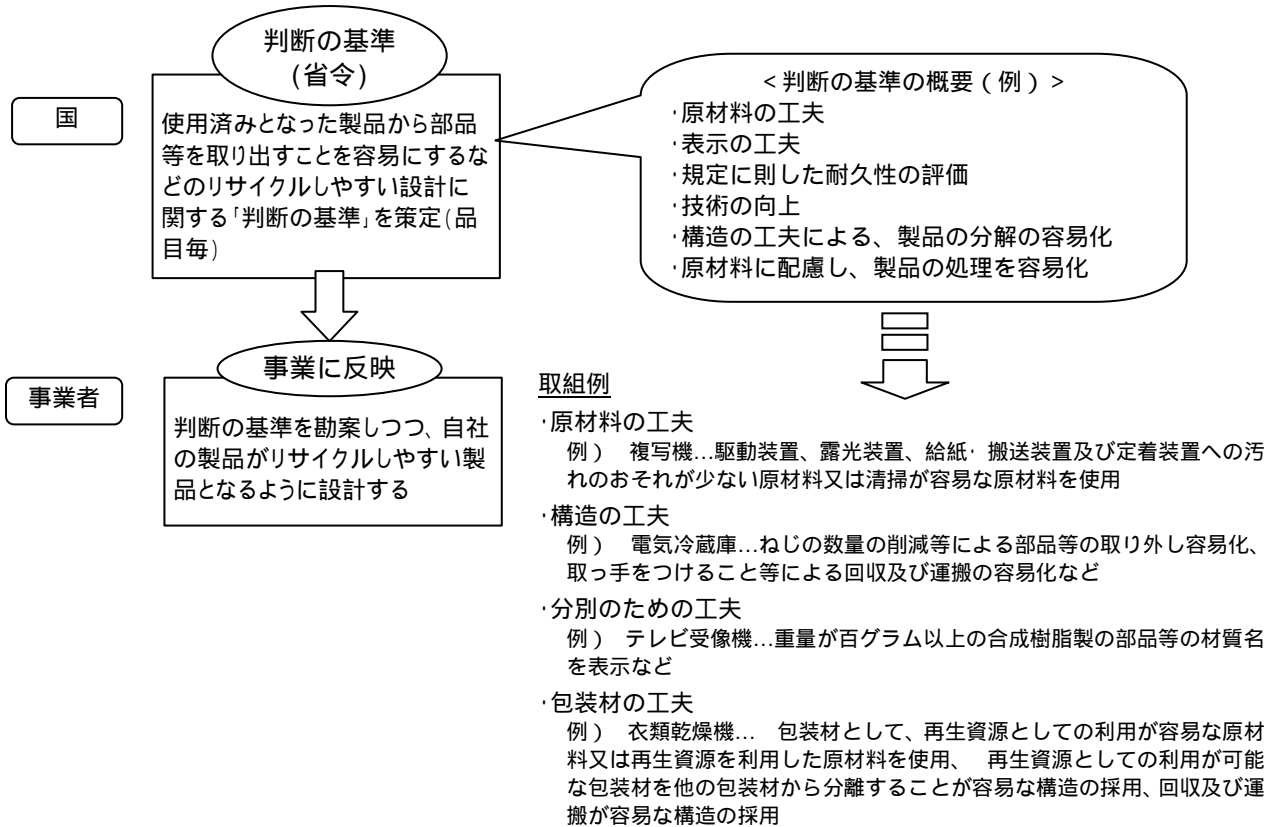 判断の基準
(省令)
国
使用済みとなった製品から部品
等を取り出すことを容易にするな
どのリサイクルしやすい設計に
関する「判断の基準」を策定(品
目毎)
<判断の基準の概要(例)>
・原材料の工夫
・表示の工夫
・規定に則した耐久性の評価
・技術の向上
・構造の工夫による、製品の分解の容易化
・原材料に配慮し、製品の処理を容易化
事業者
事業に反映
判断の基準を勘案しつつ、自社
の製品がリサイクルしやすい製
品となるように設計する
取組例
・原材料の工夫
例) 複写機…駆動装置、露光装置、給紙・搬送装置及び定着装置への汚
れのおそれが少ない原材料又は清掃が容易な原材料を使用
・構造の工夫
例) 電気冷蔵庫…ねじの数量の削減等による部品等の取り外し容易化、
取っ手をつけること等による回収及び運搬の容易化など
・分別のための工夫
例) テレビ受像機…重量が百グラム以上の合成樹脂製の部品等の材質名
を表示など
・包装材の工夫
例) 衣類乾燥機… 包装材として、再生資源としての利用が容易な原材
料又は再生資源を利用した原材料を使用、 再生資源としての利用が可能
な包装材を他の包装材から分離することが容易な構造の採用、回収及び運
搬が容易な構造の採用